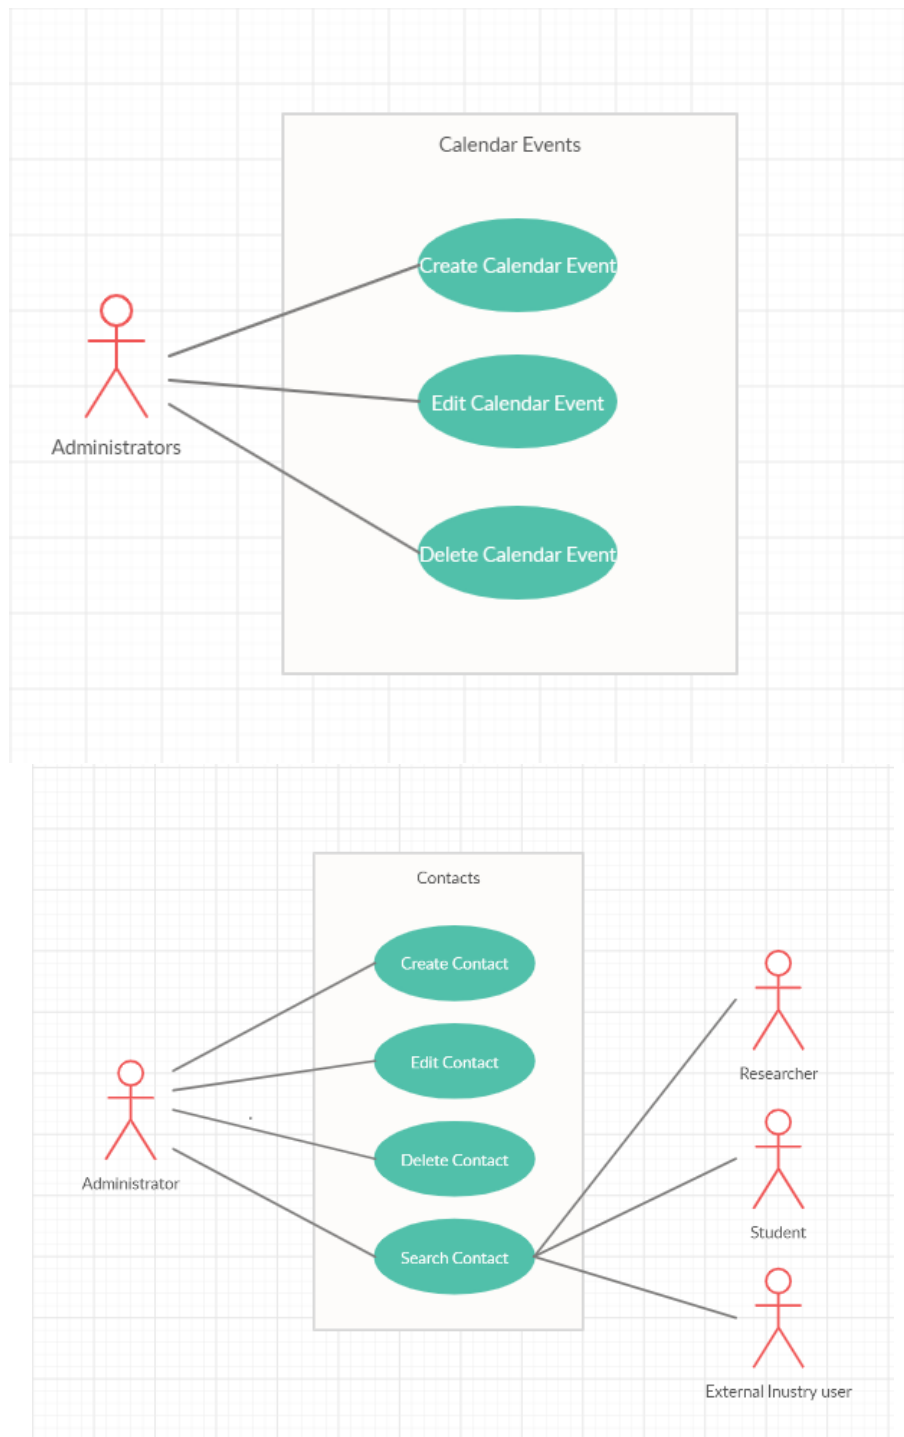 Calendar Events
Create Calendar Event
Edit Calendar Event
Delete Calendar Event
Administrators
Contacts
Create Contact
Edit Contact
Delete Contact
Search Contact
Administrator
Researcher
Student
External Inustry user